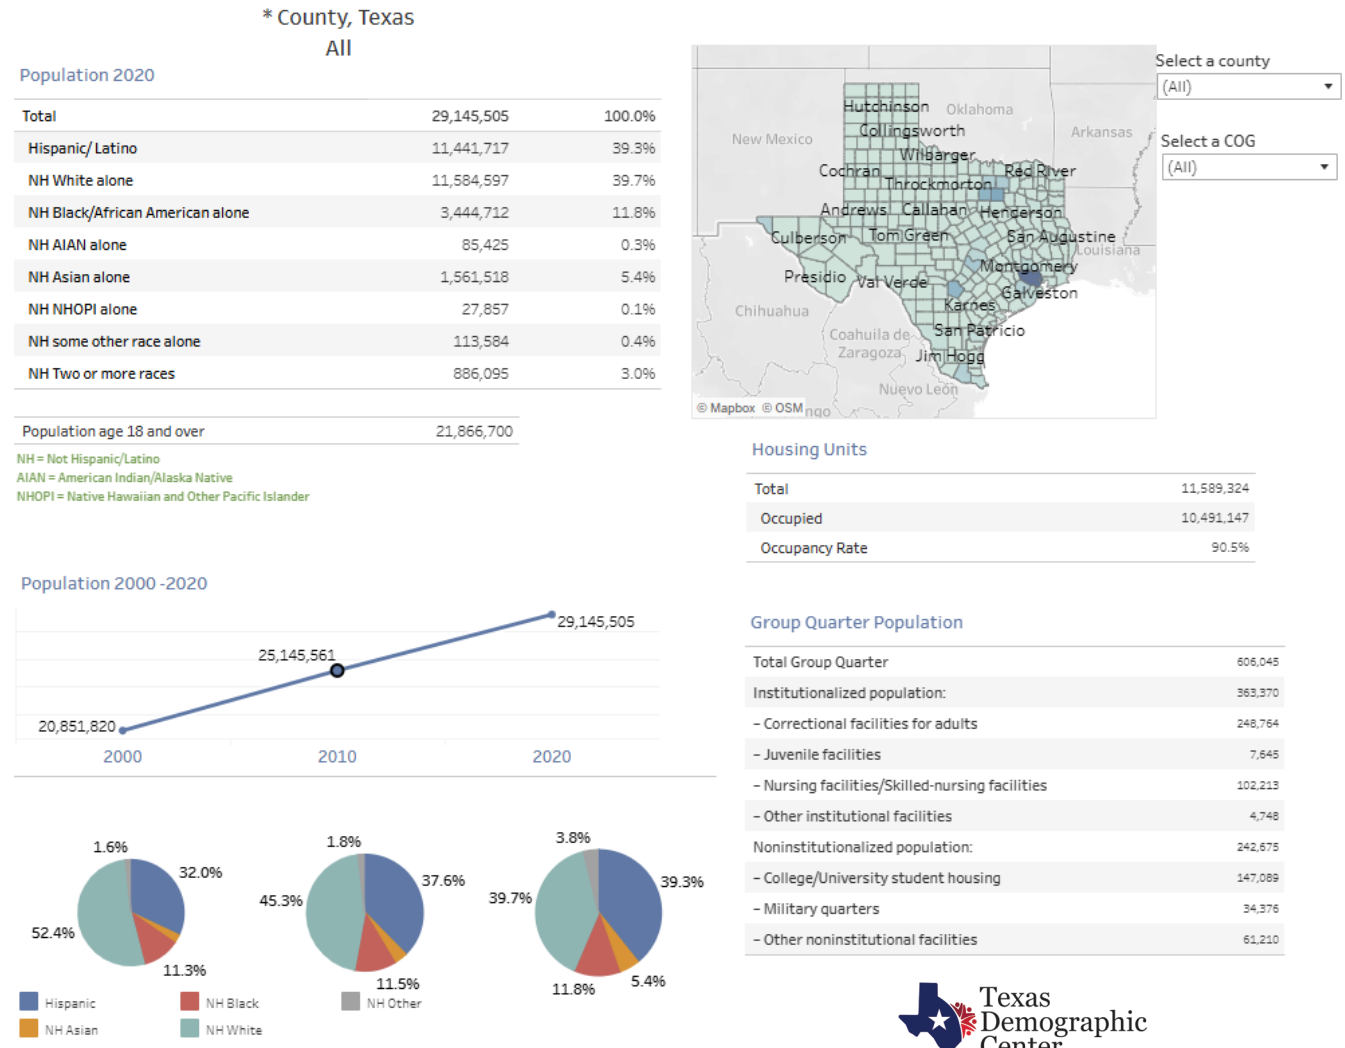 * County, Texas
All
Population 2020
Total 29,145,505 100.0%
Hispanic/ Latino 11,441,717 39.3%
NH White alone 11,584,597 39.7%
NH Black/African American alone 3,444,712 11.8%
NH AIAN alone 85,425 0.3%
NH Asian alone 1,561,518 5.4%
NH NHOPI alone 27,857 0.1%
NH some other race alone 113,584 0.4%
NH Two or more races 886,095 3.0%
Population age 18 and over 21,866,700
NH = Not Hispanic/Latino
AIAN = American Indian/Alaska Native
NHOPI = Native Hawaiian and Other Pacific Islander
Hutchinson
Oklahoma
New Mexico
Collingsworth
Arkansas
Wilbarger
Cochran
Red River
Throckmorton
Andrews Callahan Henderson
Culberson Tom Green San Augustine
Louisiana
Montgomery
Presidio Val Verde
Galveston
Karnes
Chihuahua
San Patricio
Coahuila de
Zaragoza
Jim Hogg
Nuevo León
© Mapbox © OSM
ngo
Select a county
(All)
Select a COG
(All)
Housing Units
Total 11,589,324
Occupied 10,491,147
Occupancy Rate 90.5%
Population 2000 -2020
29,145,505
25,145,561
20,851,820
2000 2010 2020
Group Quarter Population
Total Group Quarter 606,045
Institutionalized population: 363,370
– Correctional facilities for adults 248,764
– Juvenile facilities 7,645
– Nursing facilities/Skilled-nursing facilities 102,213
– Other institutional facilities 4,748
Noninstitutionalized population: 242,675
– College/University student housing 147,089
– Military quarters 34,376
– Other noninstitutional facilities 61,210
1.6%
32.0%
52.4%
11.3%
1.8%
37.6%
45.3%
11.5%
3.8%
39.3%
39.7%
11.8%
5.4%
Hispanic NH Black NH Other
NH Asian NH White
Texas
Demographic
Center